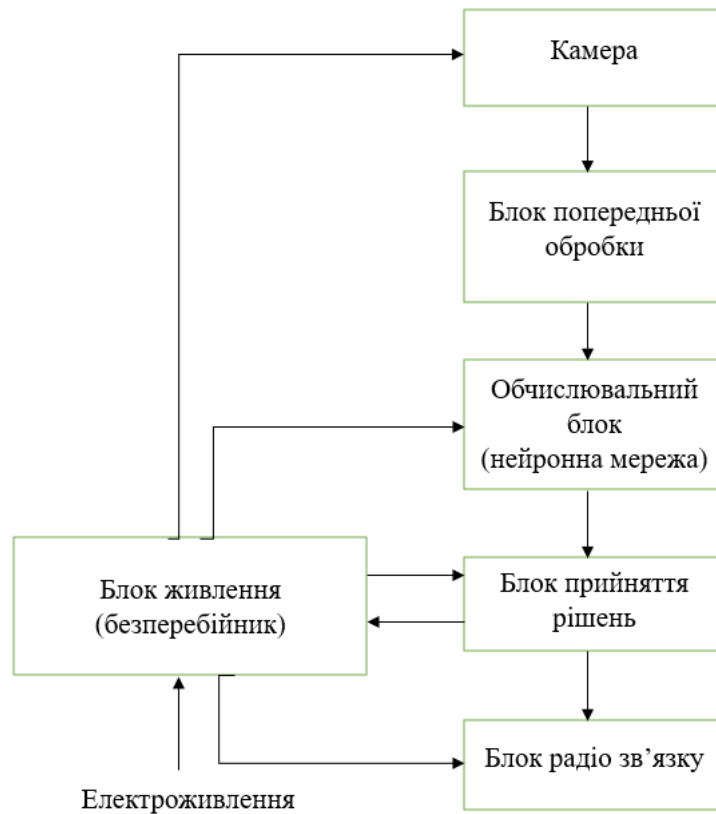 Камера
Блок попередньої
обробки
Обчислювальний
блок
(нейронна мережа)
Блок живлення
(безперебійник)
Блок прийняття
рішень
Блок радіо зв’язку
Електроживлення